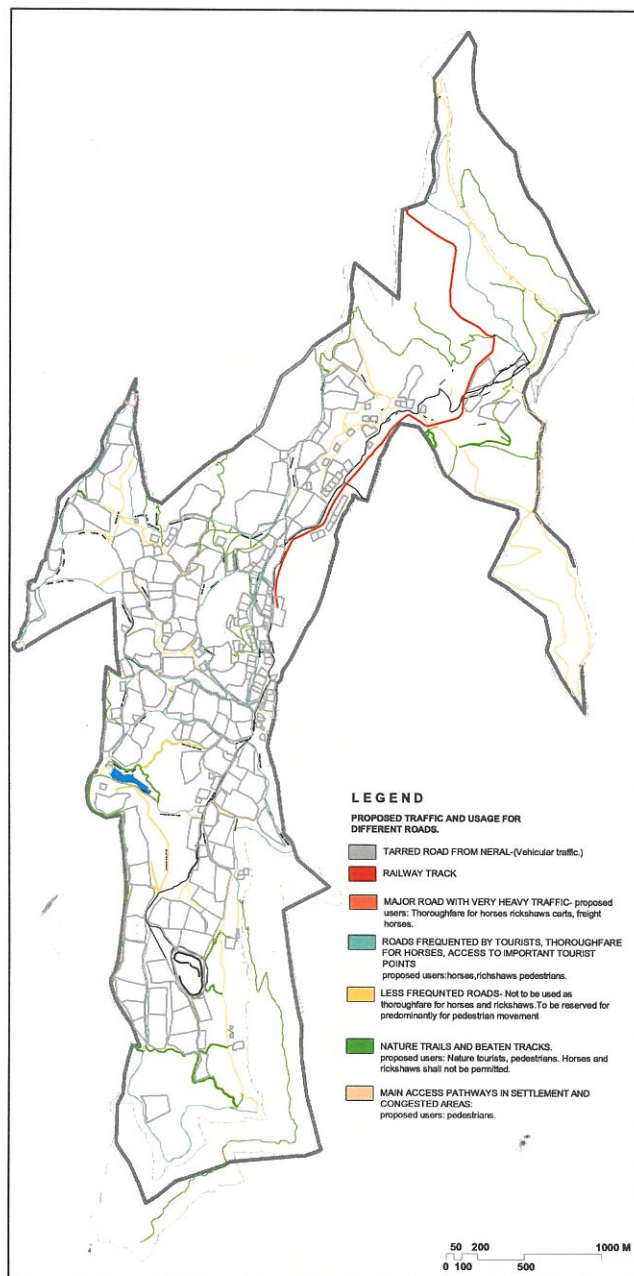 LEGEND
PROPOSED TRAFFIC AND USAGE FOR
DIFFERENT ROADS.
TARRED ROAD FROM NERAL-(Vehicular traffic.)
RAILWAY TRACK
MAJOR ROAD WITH VERY HEAVY TRAFFIC- proposed
users: Thoroughfare for horses rickshaws carts, freight
horses.
ROADS FREQUENTED BY TOURISTS, THOROUGHFARE
FOR HORSES, ACCESS TO IMPORTANT TOURIST
POINTS
proposed users:horses,richshaws pedestrians.
LESS FREQUNTED ROADS- Not to be used as
thoroughfare for horses and rickshaws.To be reserved for
predominantly for pedestrian movement
NATURE TRAILS AND BEATEN TRACKS.
proposed users: Nature tourists, pedestrians. Horses and
rickshaws shall not be permitted.
MAIN ACCESS PATHWAYS IN SETTLEMENT AND
CONGESTED AREAS:
proposed users: pedestrians.
50 200 1000 M
0 100 500